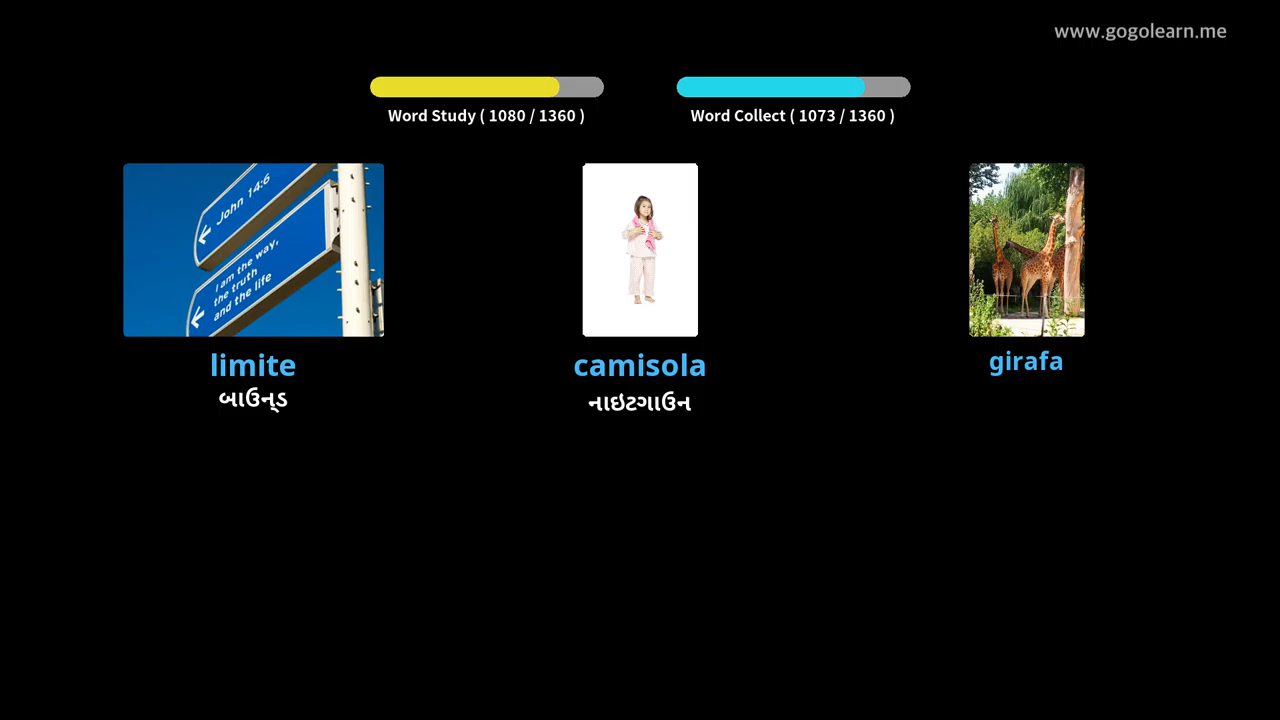 www.gogolearn.me
Word Study ( 1080 / 1360 )
Word Collect ( 1073 / 1360 )
John 14:6
I am the way,
the truth
and the life
limite
બાઉન્ડ
camisola
નાઇટગાઉન
girafa